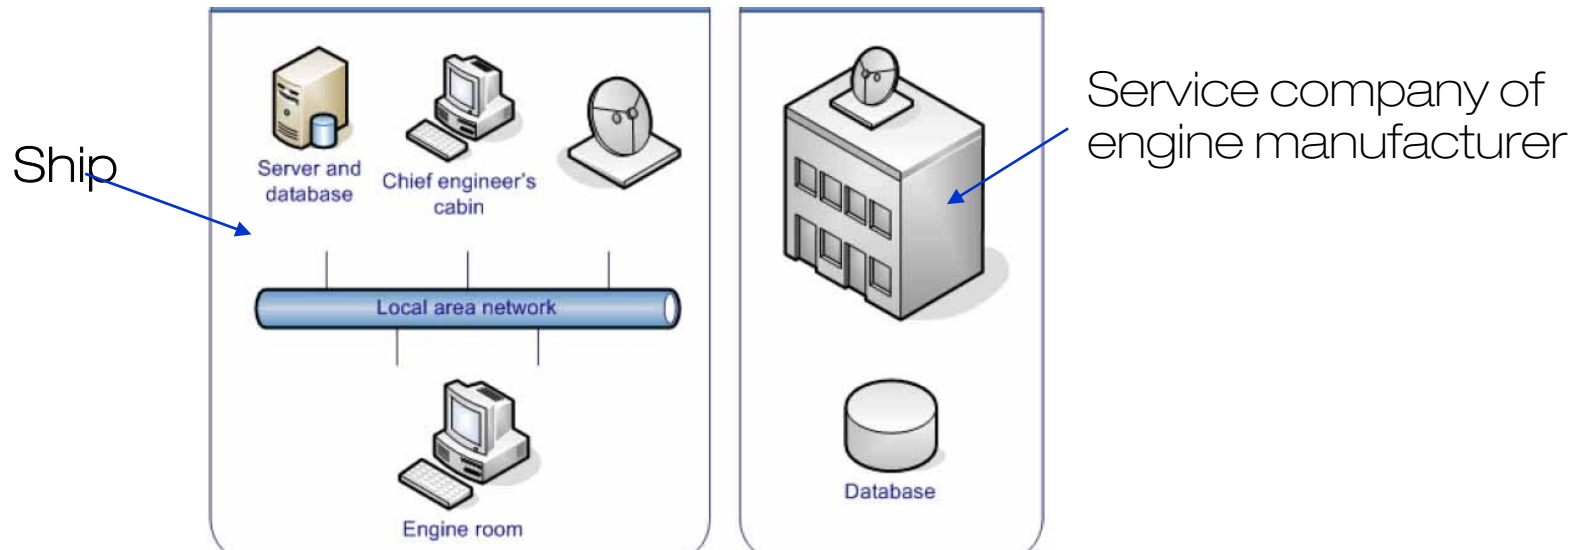 Ship
Server and
database
Chief engineer's
cabin
Local area network
Engine room
Service company of
engine manufacturer
Database